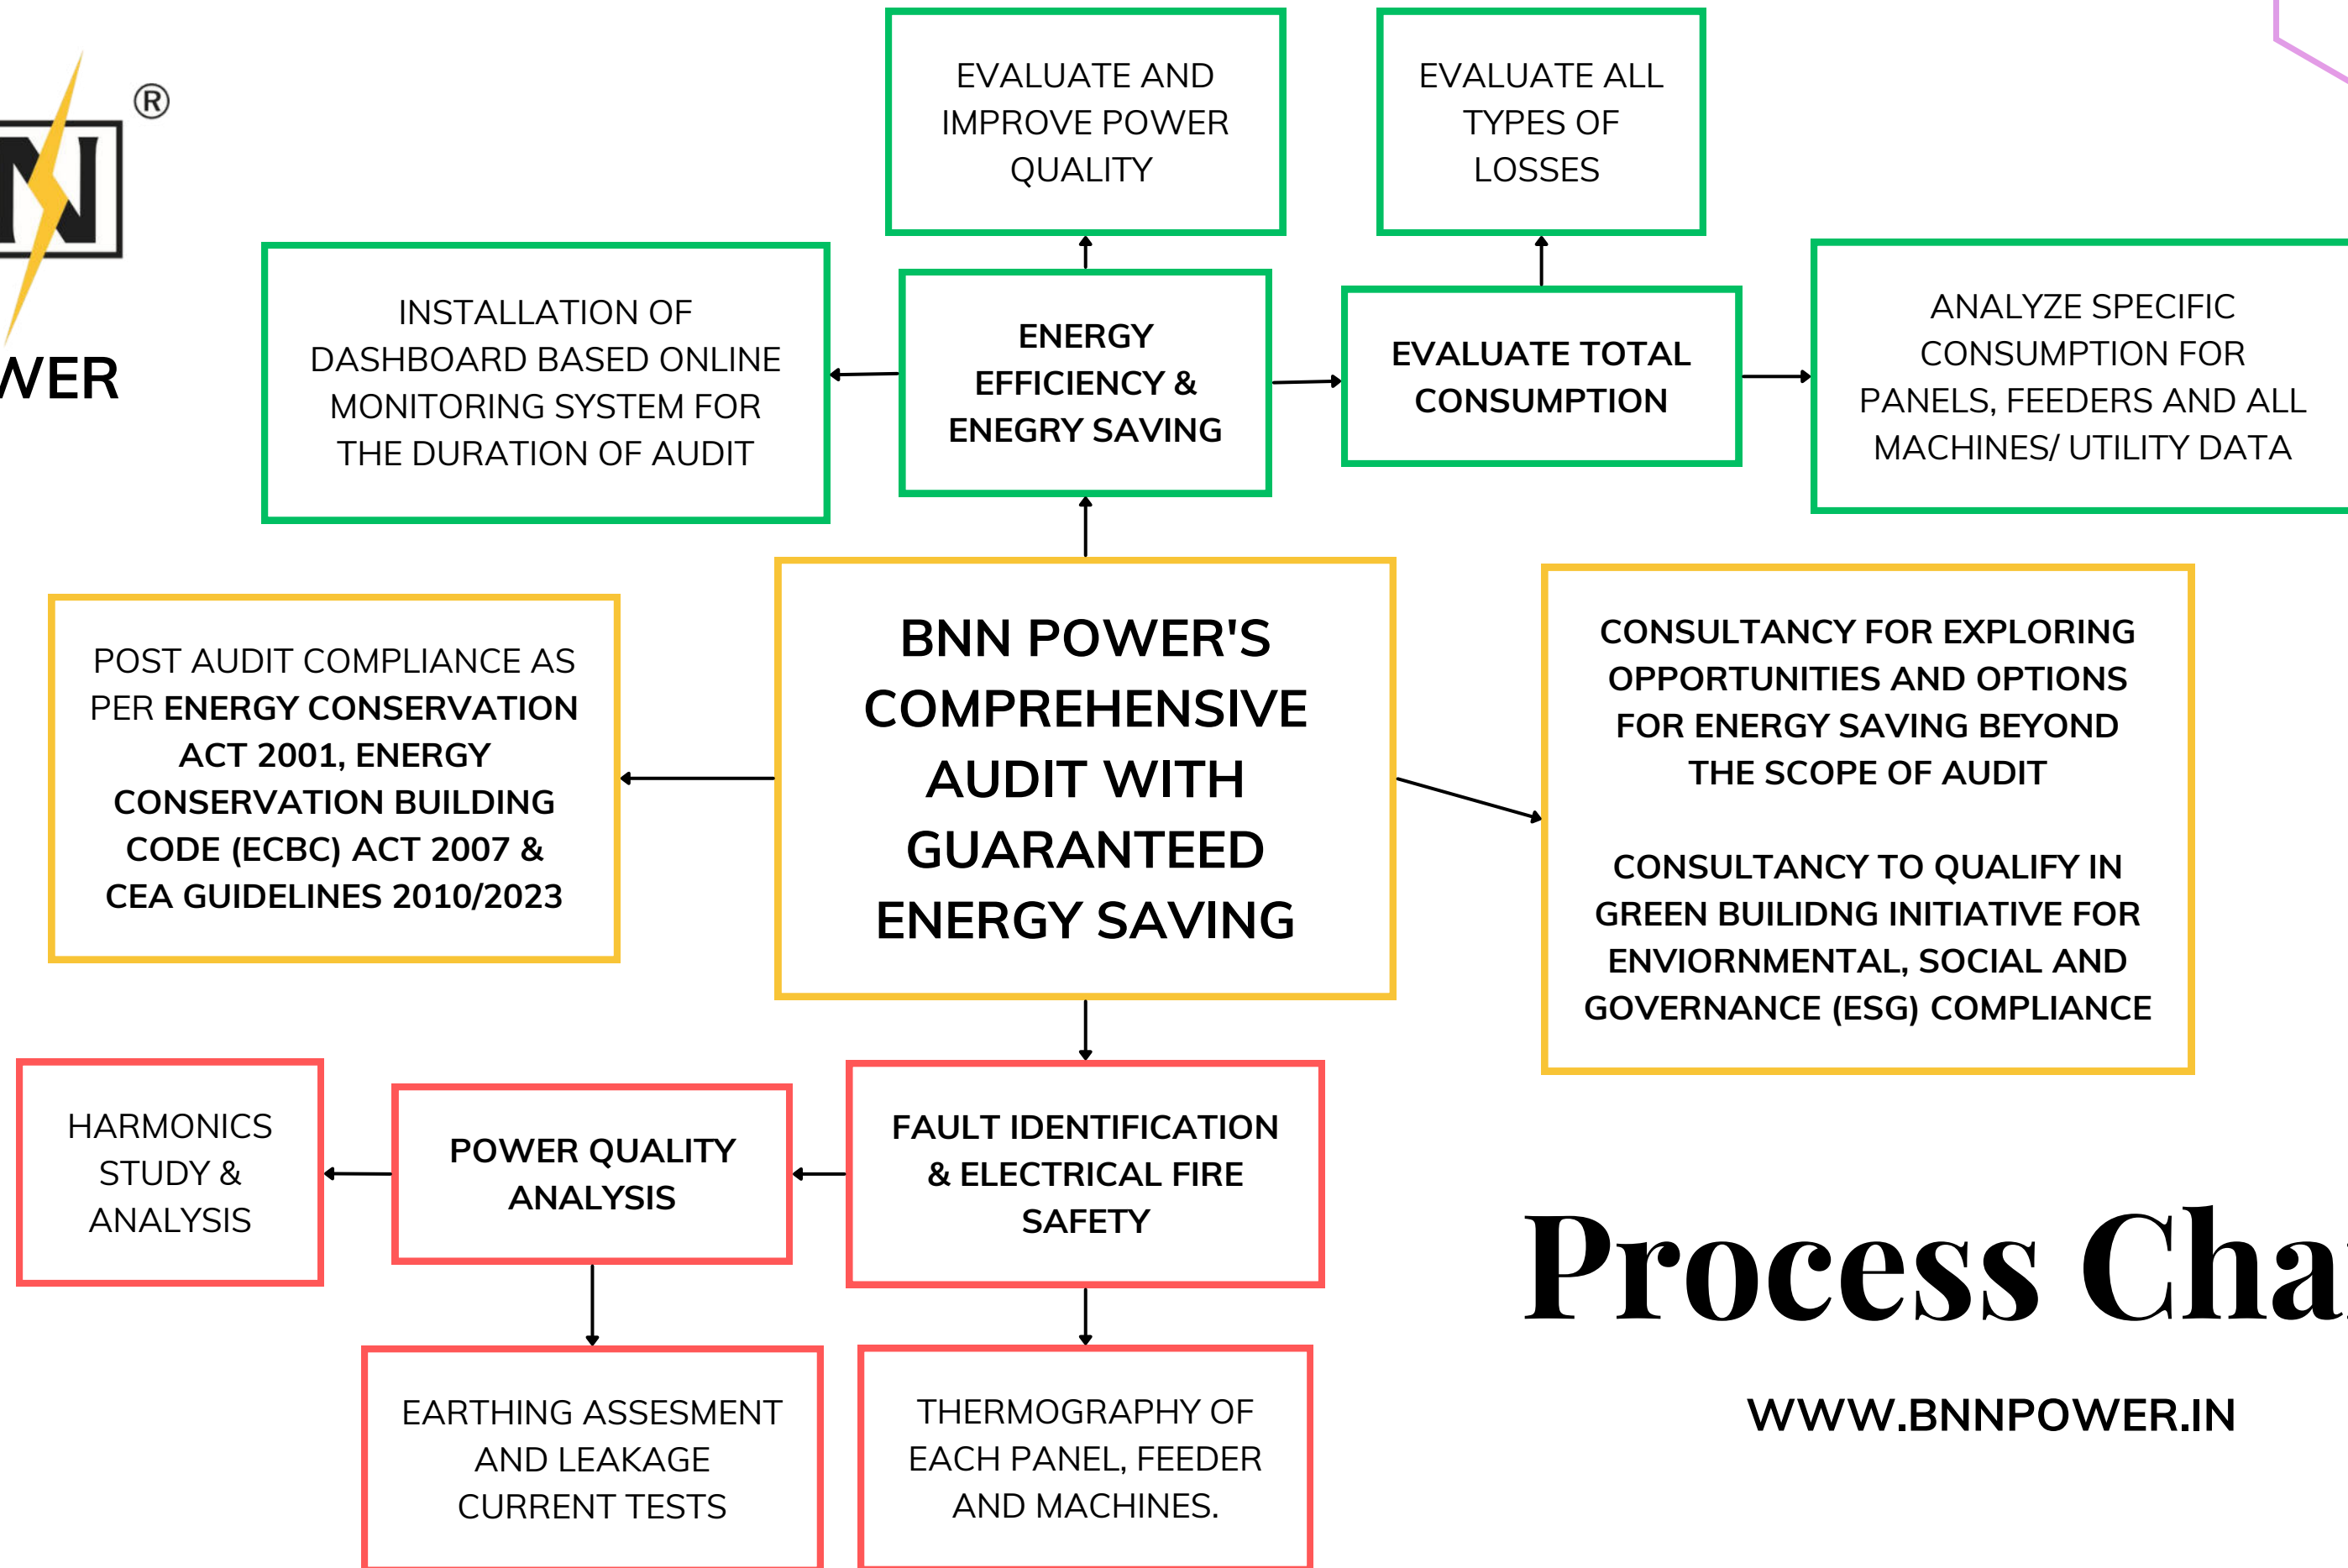 ®
N
WER
EVALUATE AND
IMPROVE POWER
QUALITY
EVALUATE ALL
TYPES OF
LOSSES
INSTALLATION OF
DASHBOARD BASED ONLINE
MONITORING SYSTEM FOR
THE DURATION OF AUDIT
ENERGY
EFFICIENCY &
ENEGRY SAVING
EVALUATE TOTAL
CONSUMPTION
ANALYZE SPECIFIC
CONSUMPTION FOR
PANELS, FEEDERS AND ALL
MACHINES/ UTILITY DATA
POST AUDIT COMPLIANCE AS
PER ENERGY CONSERVATION
ACT 2001, ENERGY
CONSERVATION BUILDING
CODE (ECBC) ACT 2007 &
CEA GUIDELINES 2010/2023
BNN POWER'S
COMPREHENSIVE
AUDIT WITH
GUARANTEED
ENERGY SAVING
CONSULTANCY FOR EXPLORING
OPPORTUNITIES AND OPTIONS
FOR ENERGY SAVING BEYOND
THE SCOPE OF AUDIT
CONSULTANCY TO QUALIFY IN
GREEN BUILIDNG INITIATIVE FOR
ENVIORNMENTAL, SOCIAL AND
GOVERNANCE (ESG) COMPLIANCE
HARMONICS
STUDY &
ANALYSIS
POWER QUALITY
ANALYSIS
FAULT IDENTIFICATION
& ELECTRICAL FIRE
SAFETY
EARTHING ASSESMENT
AND LEAKAGE
CURRENT TESTS
THERMOGRAPHY OF
EACH PANEL, FEEDER
AND MACHINES.
Process Cha
WWW.BNNPOWER.IN